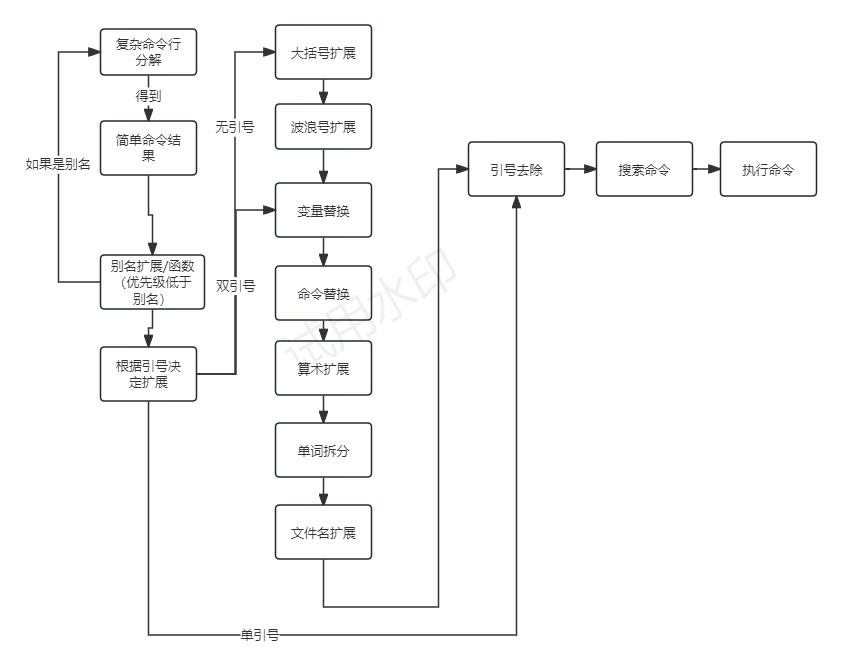 复杂命令行
分解
得到
简单命令结
果
如果是别名
别名扩展/函数
（优先级低于
别名）
根据引号决
定扩展
无引号
双引号
单引号
大括号扩展
波浪号扩展
变量替换
命令替换
算术扩展
单词拆分
文件名扩展
引号去除
搜索命令
执行命令
试用水印